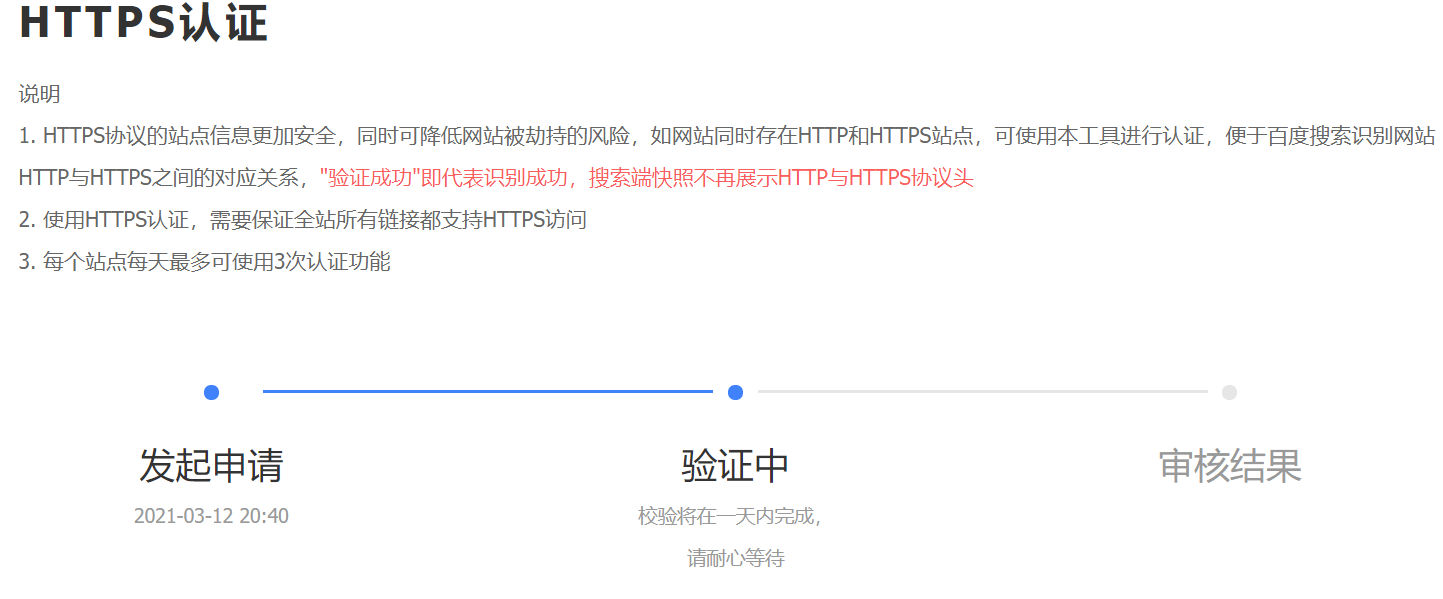 HTTPS认证
说明
1. HTTPS协议的站点信息更加安全，同时可降低网站被劫持的风险，如网站同时存在HTTP和HTTPS站点，可使用本工具进行认证，便于百度搜索识别网站
HTTP与HTTPS之间的对应关系，"验证成功"即代表识别成功，搜索端快照不再展示HTTP与HTTPS协议头
2. 使用HTTPS认证，需要保证全站所有链接都支持HTTPS访问
3. 每个站点每天最多可使用3次认证功能
发起申请
2021-03-12 20:40
验证中
校验将在一天内完成，
请耐心等待
审核结果